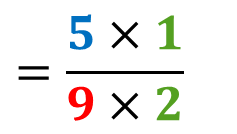 = 5 × 1
9 × 2